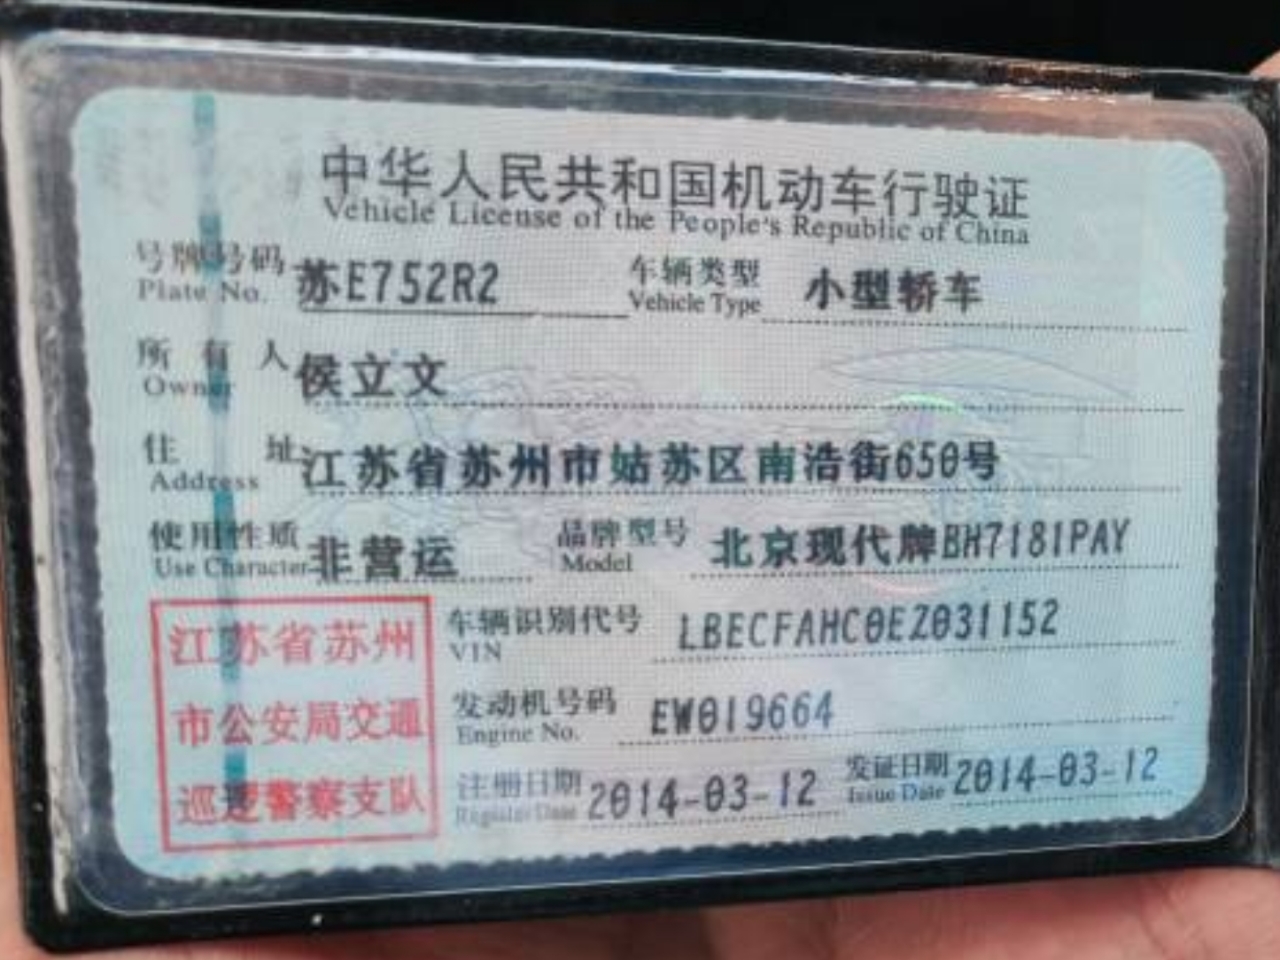 中华人民共和国机动车行驶证
Vehicle License of the People's Republic of China
号牌号码 苏E752R2 车辆类型 小型轿车
Plate No. Vehicle Type
所有人 侯立文
Owner
住址 江苏省苏州市姑苏区南浩街650号
Address
使用性质 非营运 品牌型号 北京现代牌BH7181PAY
Use Character Model
江苏省苏州
市公安局交通
巡逻警察支队
车辆识别代号 LBECFAHC0EZ031152
VIN
发动机号码 EW019664
Engine No.
注册日期 2014-03-12 发证日期 2014-03-12
Register Date Issue Date